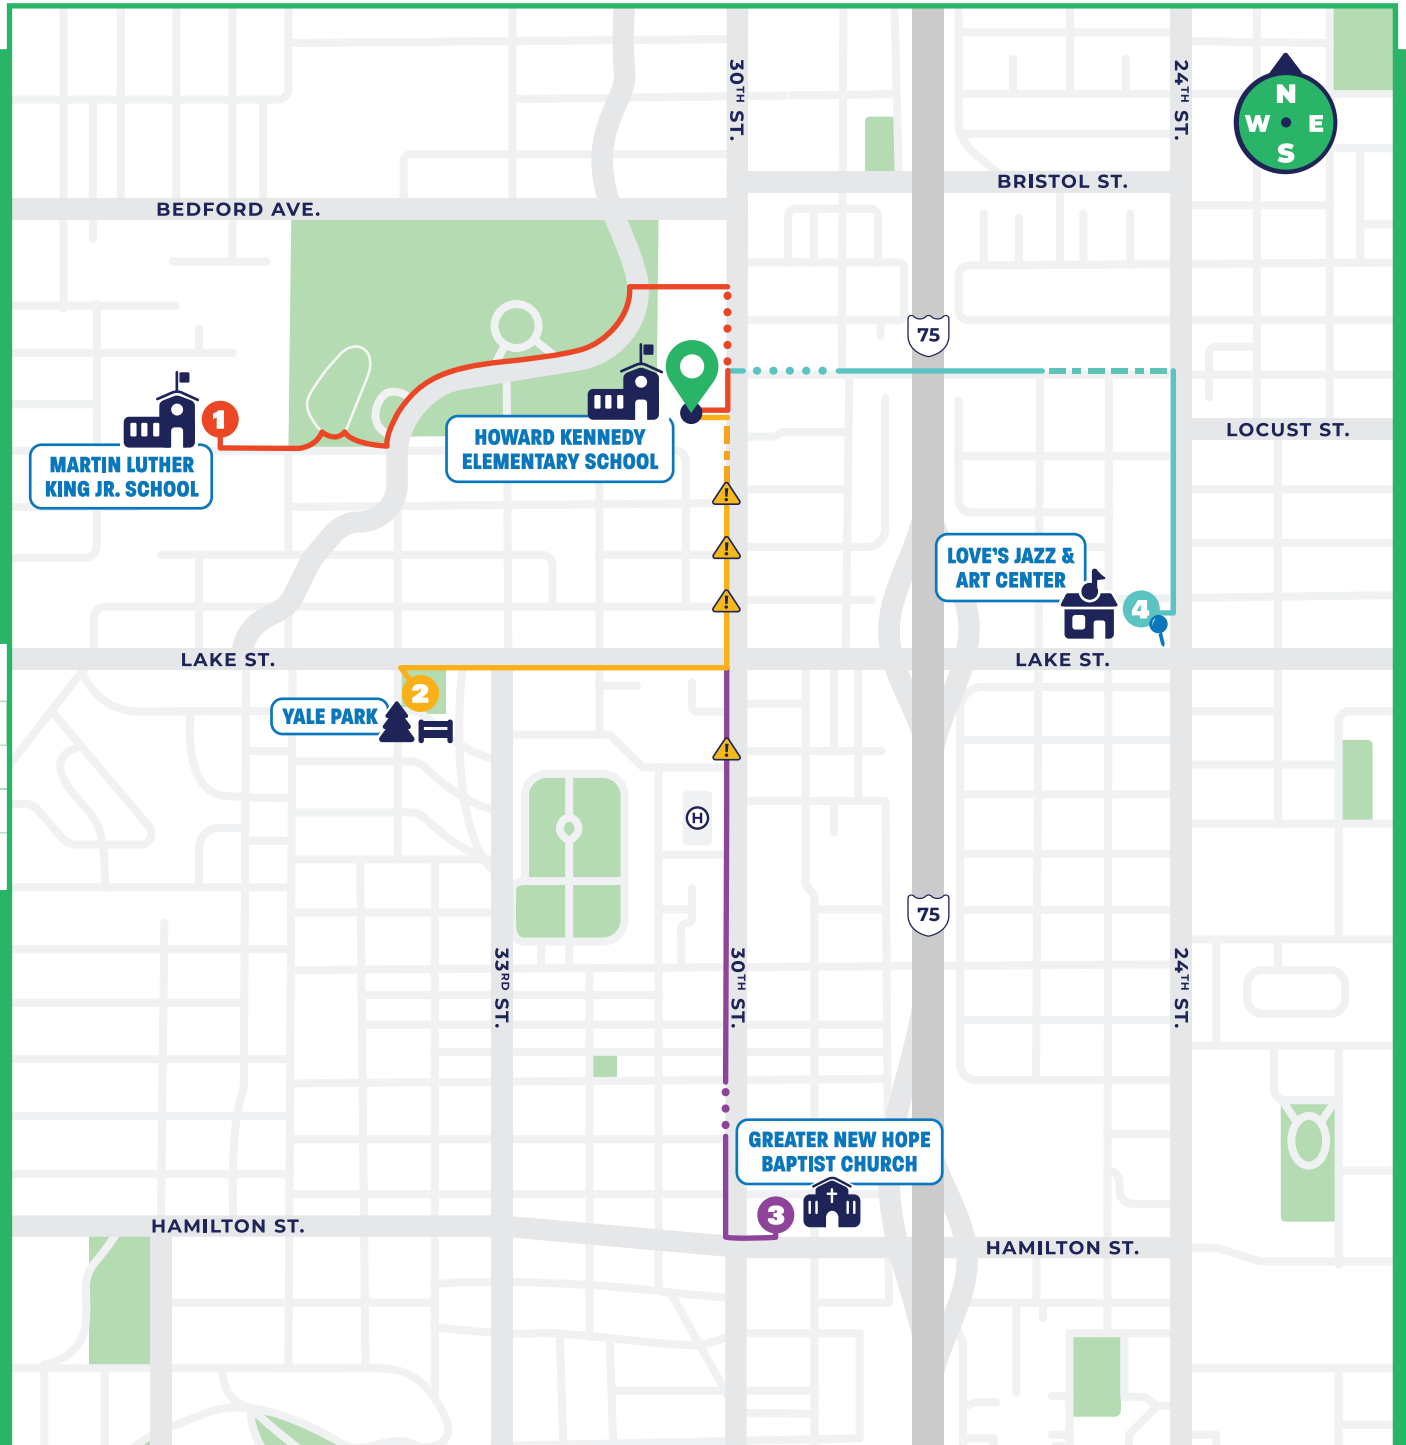 30TH ST.
24TH ST.
N
W E
S
BRISTOL ST.
BEDFORD AVE.
75
1
MARTIN LUTHER
KING JR. SCHOOL
HOWARD KENNEDY
ELEMENTARY SCHOOL
LOCUST ST.
!
!
!
LOVE'S JAZZ &
ART CENTER
4
LAKE ST.
LAKE ST.
2
YALE PARK
!
H
75
33RD ST.
30TH ST.
24TH ST.
GREATER NEW HOPE
BAPTIST CHURCH
3
HAMILTON ST.
HAMILTON ST.